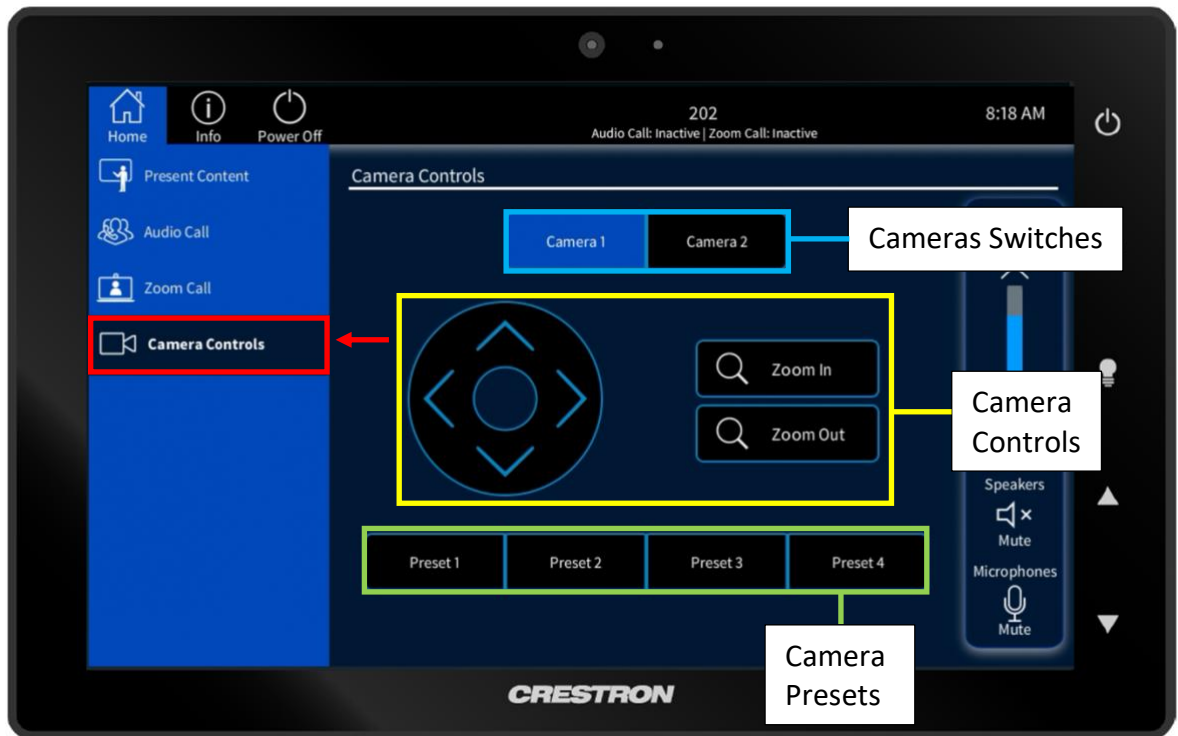 Home
Info
Power Off
202
Audio Call: Inactive | Zoom Call: Inactive
8:18 AM
Present Content
Audio Call
Zoom Call
Camera Controls
Camera Controls
Camera 1
Camera 2
Cameras Switches
Zoom In
Zoom Out
Camera
Controls
Preset 1
Preset 2
Preset 3
Preset 4
Camera
Presets
Speakers
Mute
Microphones
Mute
CRESTRON